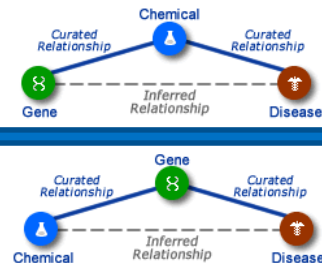 Chemical
Curated Relationship
Curated Relationship
Inferred Relationship
Gene
Disease
Gene
Curated Relationship
Curated Relationship
Inferred Relationship
Chemical
Disease